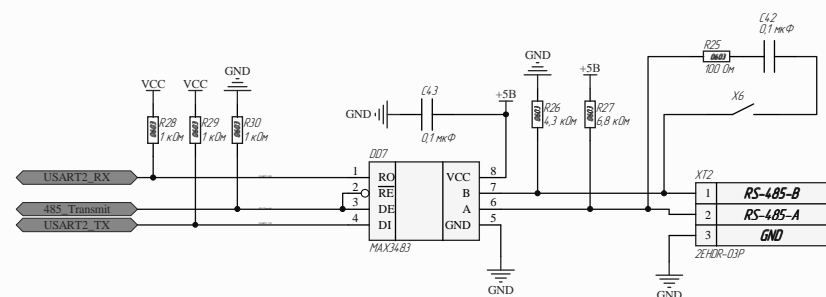 C42
0,1 мкФ
R25
0603
100 Ом
X6
VCC
VCC
GND
R28
0603
1 кОм
R29
0603
1 кОм
R30
0603
1 кОм
GND
C43
0,1 мкФ
+5В
GND
R26
0603
4,3 кОм
+5В
R27
0603
6,8 кОм
DD7
USART2_RX
485_Transmit
USART2_TX
1
2
3
4
RO
RE
DE
DI
VCC
B
A
GND
8
7
6
5
MAX3483
GND
XT2
1 RS-485-B
2 RS-485-A
3 GND
2EHDR-03P
GND